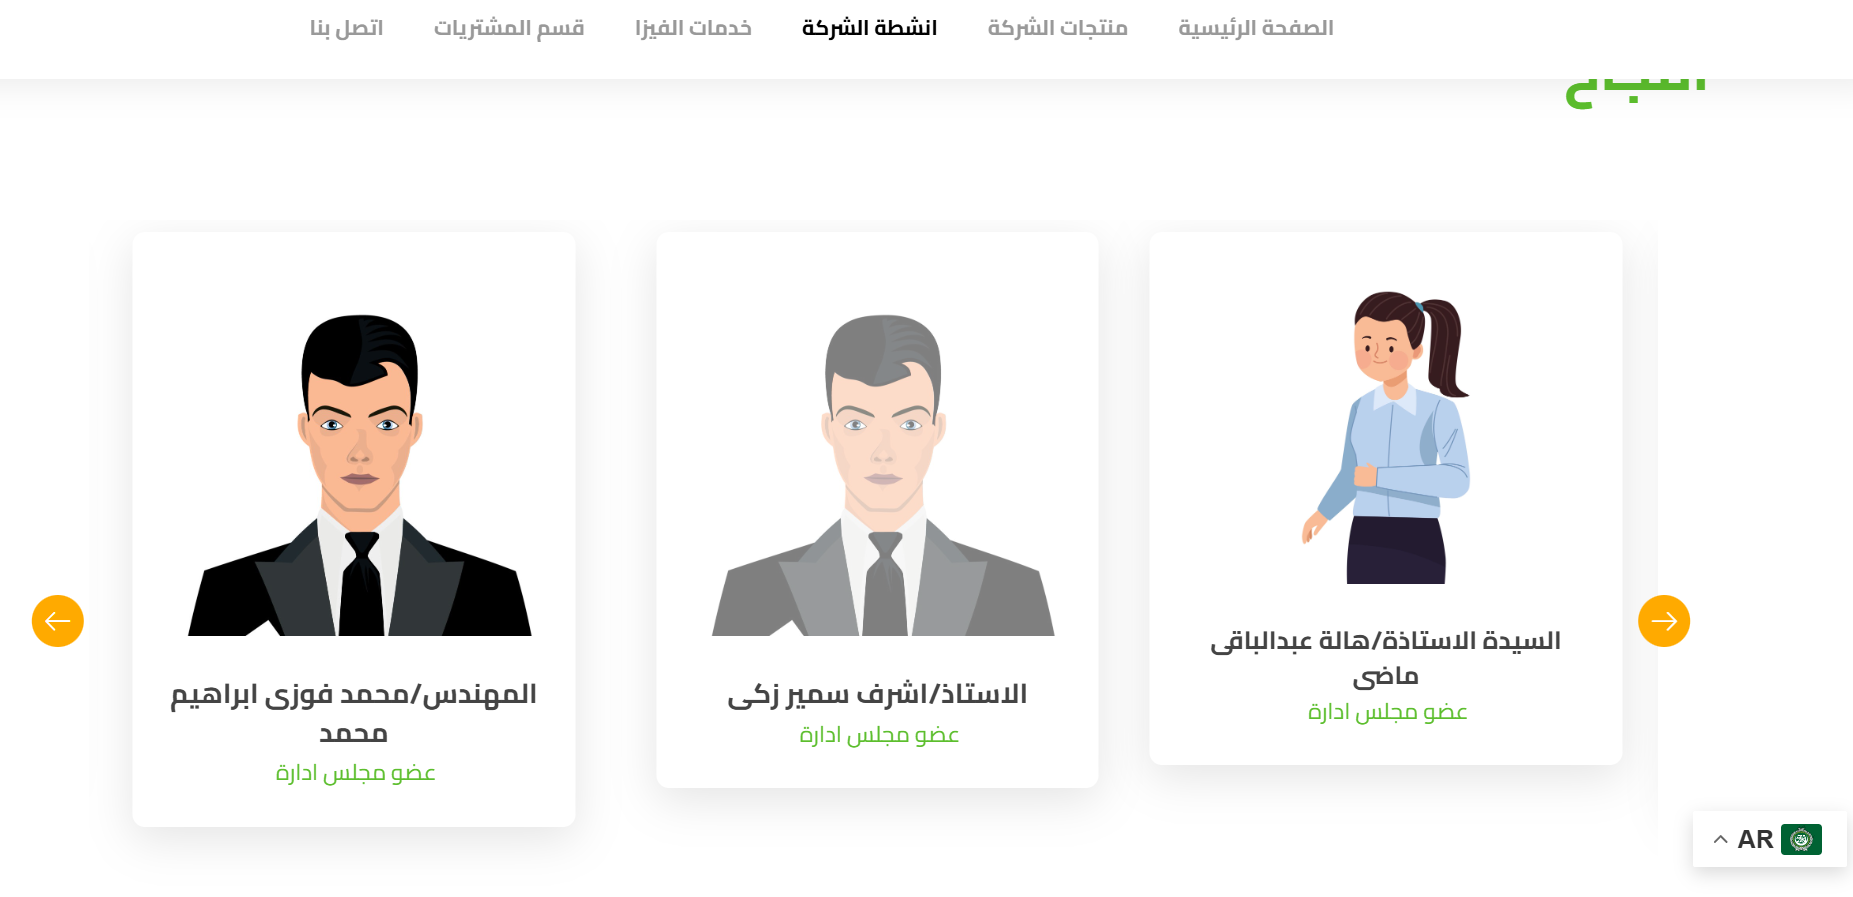 الصفحة الرئيسية
منتجات الشركة
انشطة الشركة
خدمات الفيزا
قسم المشتريات
اتصل بنا
السيدة الاستاذة/هالة عبدالباقى
ماضى
عضو مجلس ادارة
الاستاذ/اشرف سمير زكى
عضو مجلس ادارة
المهندس/محمد فوزى ابراهيم
محمد
عضو مجلس ادارة
AR